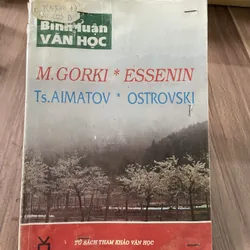 Bình luận
VĂN HỌC
M.GORKI * ESSENIN
Ts.AIMATOV * OSTROVSKI
TỦ SÁCH THAM KHẢO VĂN HỌC